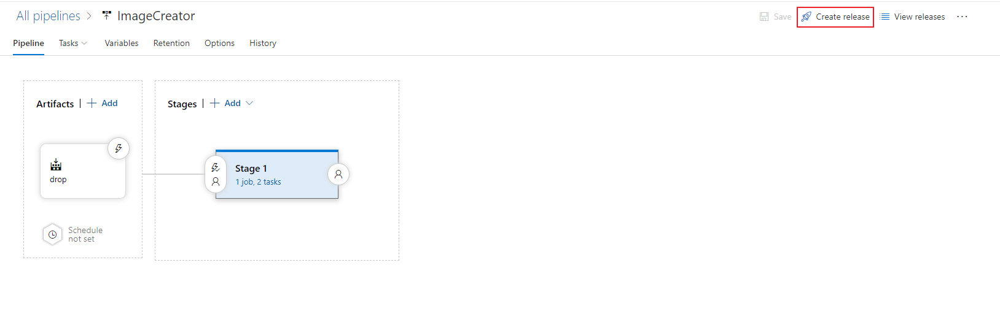 All pipelines > ImageCreator
Save Create release View releases ...
Pipeline Tasks Variables Retention Options History
Artifacts | + Add
Stages | + Add
drop
Stage 1
1 job, 2 tasks
Schedule
not set